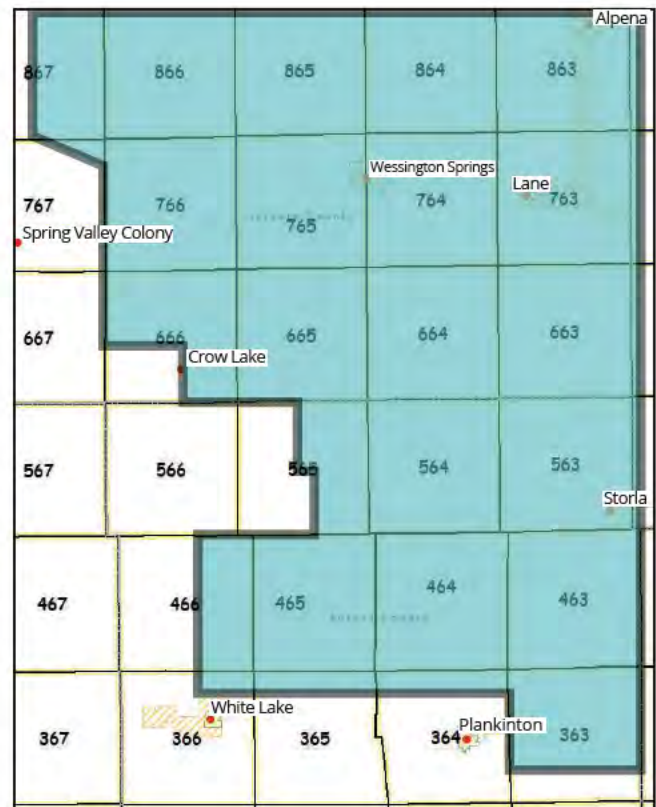 Alpena
867 866 865 864 863
Wessington Springs
Lane
767 766 765 764 763
Spring Valley Colony
667 666 665 664 663
Crow Lake
567 566 565 564 563
Storla
467 466 465 464 463
White Lake
Plankinton
367 366 365 364 363